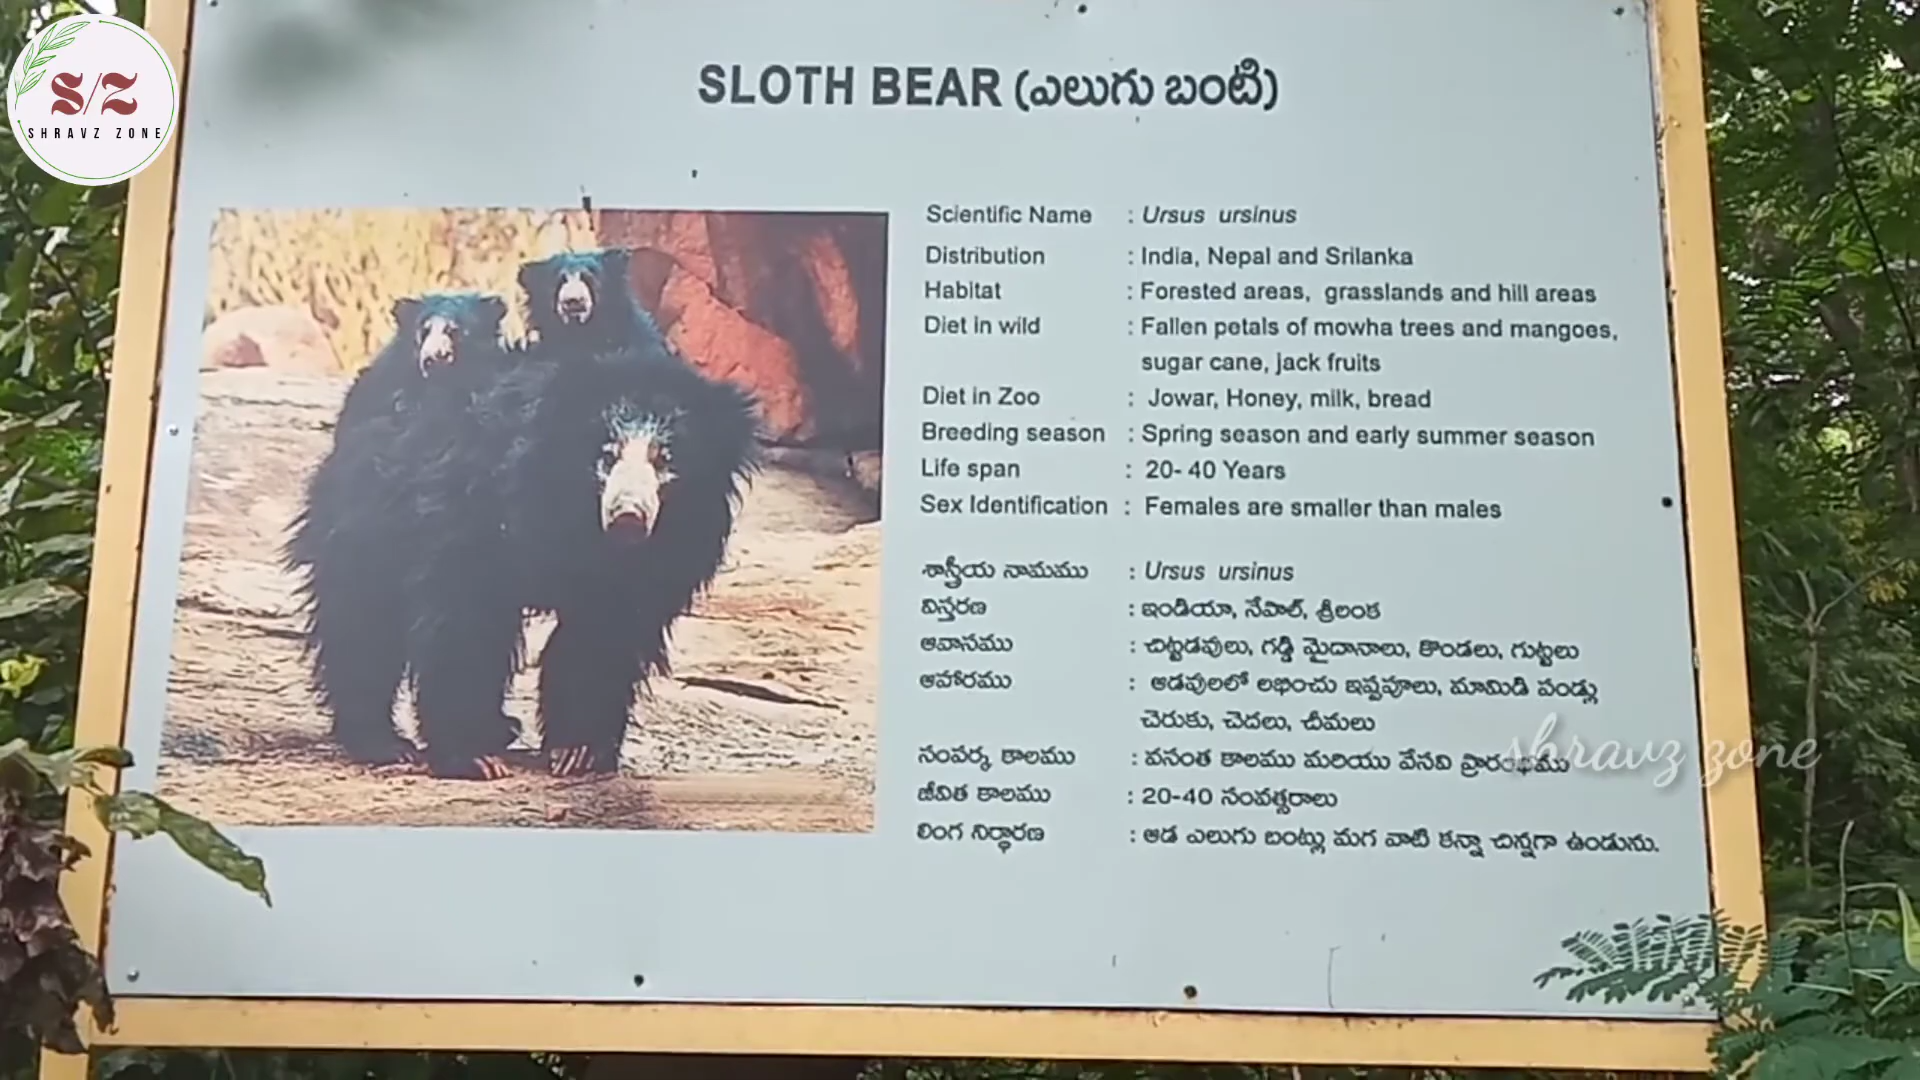 S/Z
SHRAVZ ZONE
SLOTH BEAR (ఎలుగు బంటి)
Scientific Name : Ursus ursinus
Distribution : India, Nepal and Srilanka
Habitat : Forested areas, grasslands and hill areas
Diet in wild : Fallen petals of mowha trees and mangoes,
sugar cane, jack fruits
Diet in Zoo : Jowar, Honey, milk, bread
Breeding season : Spring season and early summer season
Life span : 20- 40 Years
Sex Identification : Females are smaller than males
శాస్త్రీయ నామము : Ursus ursinus
విస్తరణ : ఇండియా, నేపాల్, శ్రీలంక
ఆవాసము : చిట్టడవులు, గడ్డి మైదానాలు, కొండలు, గుట్టలు
ఆహారము : ఆడవులలో లభించు ఇప్పపూలు, మామిడి పండ్లు
చెరుకు, చెదలు, చీమలు
సంపర్క కాలము : వసంత కాలము మరియు వేసవి ప్రారంభము
shravz zone
జీవిత కాలము : 20-40 సంవత్సరాలు
లింగ నిర్ధారణ : ఆడ ఎలుగు బంట్లు మగ వాటి కన్నా చిన్నగా ఉండును.